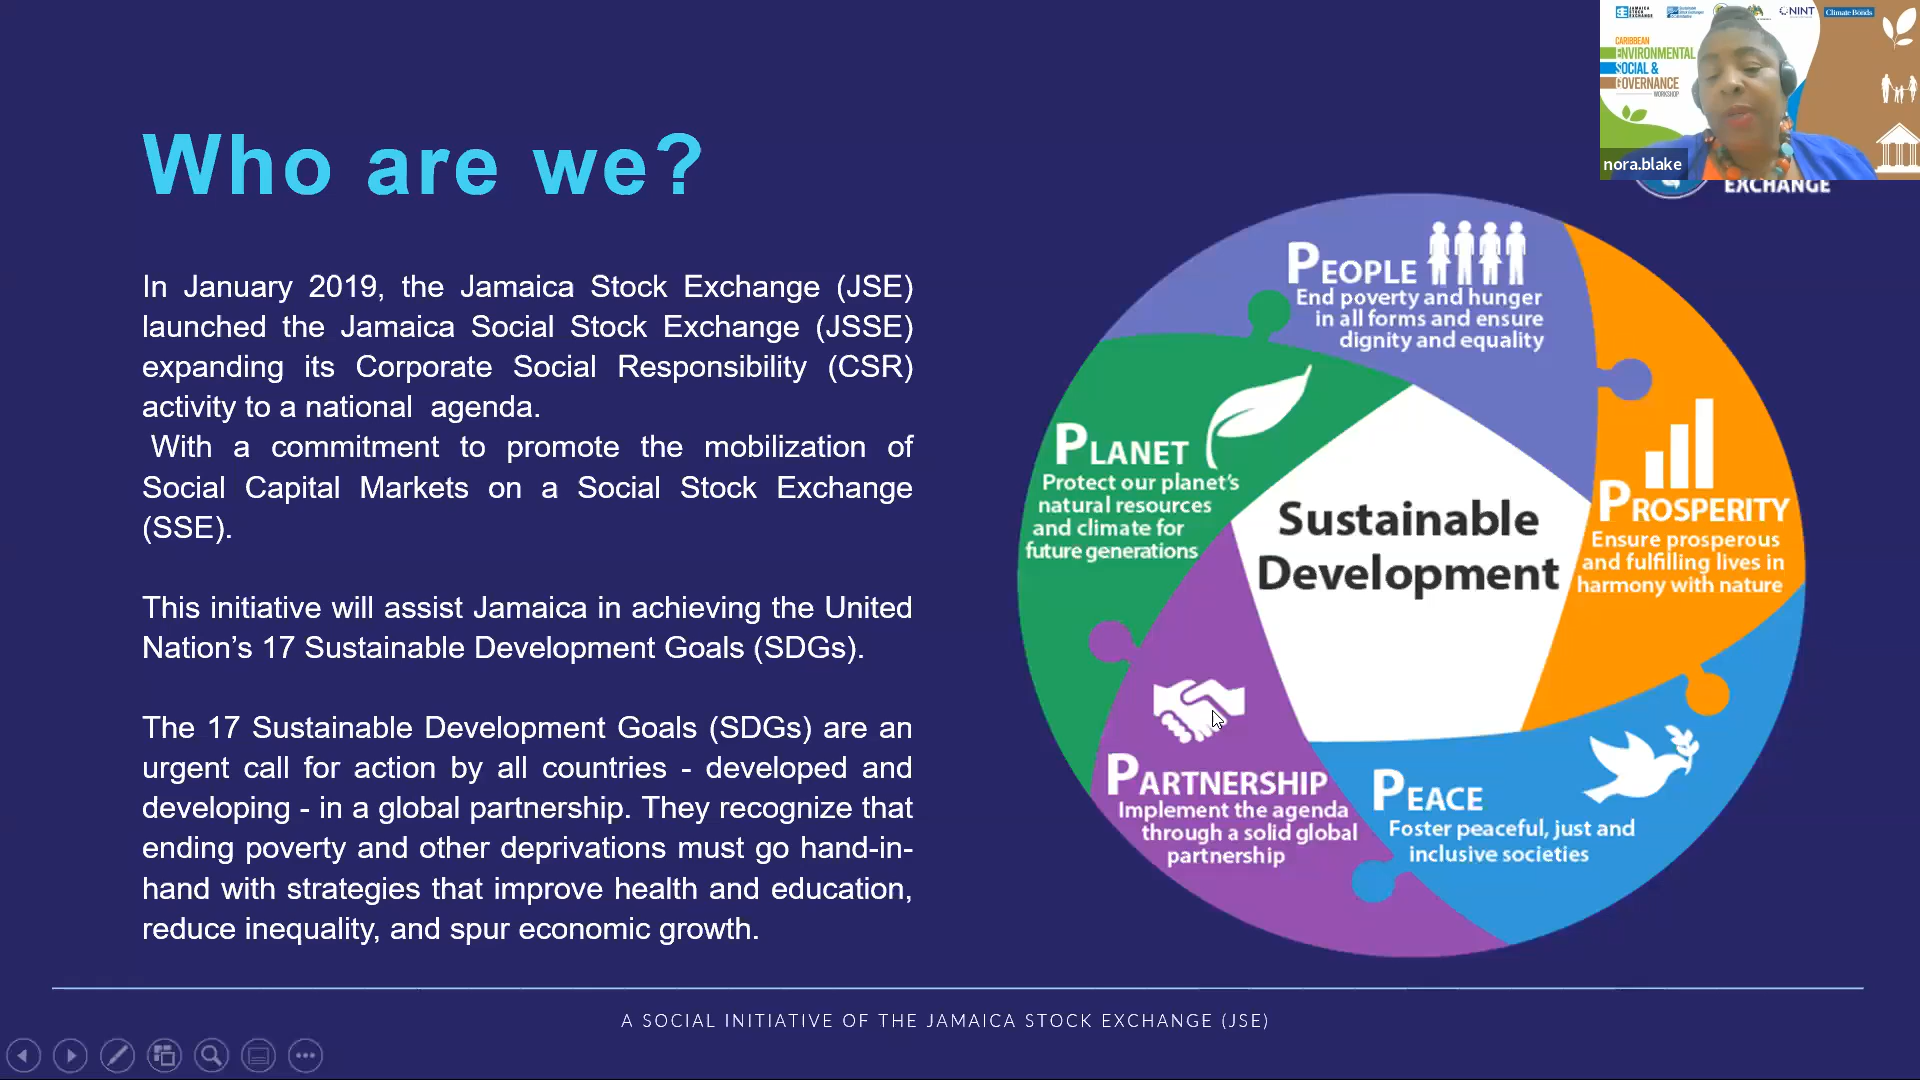 Who are we?
In January 2019, the Jamaica Stock Exchange (JSE)
launched the Jamaica Social Stock Exchange (JSSE)
expanding its Corporate Social Responsibility (CSR)
activity to a national agenda.
With a commitment to promote the mobilization of
Social Capital Markets on a Social Stock Exchange
(SSE).
This initiative will assist Jamaica in achieving the United
Nation’s 17 Sustainable Development Goals (SDGs).
The 17 Sustainable Development Goals (SDGs) are an
urgent call for action by all countries - developed and
developing - in a global partnership. They recognize that
ending poverty and other deprivations must go hand-in-
hand with strategies that improve health and education,
reduce inequality, and spur economic growth.
PEOPLE
End poverty and hunger
in all forms and ensure
dignity and equality
PLANET
Protect our planet’s
natural resources
and climate for
future generations
PROSPERITY
Ensure prosperous
and fulfilling lives in
harmony with nature
Sustainable
Development
PARTNERSHIP
Implement the agenda
through a solid global
partnership
PEACE
Foster peaceful, just and
inclusive societies
A SOCIAL INITIATIVE OF THE JAMAICA STOCK EXCHANGE (JSE)
JAMAICA
STOCK
EXCHANGE
NINT
Climate Bonds
CARIBBEAN
ENVIRONMENTAL
SOCIAL &
GOVERNANCE
WORKSHOP
nora.blake
EXCHANGE